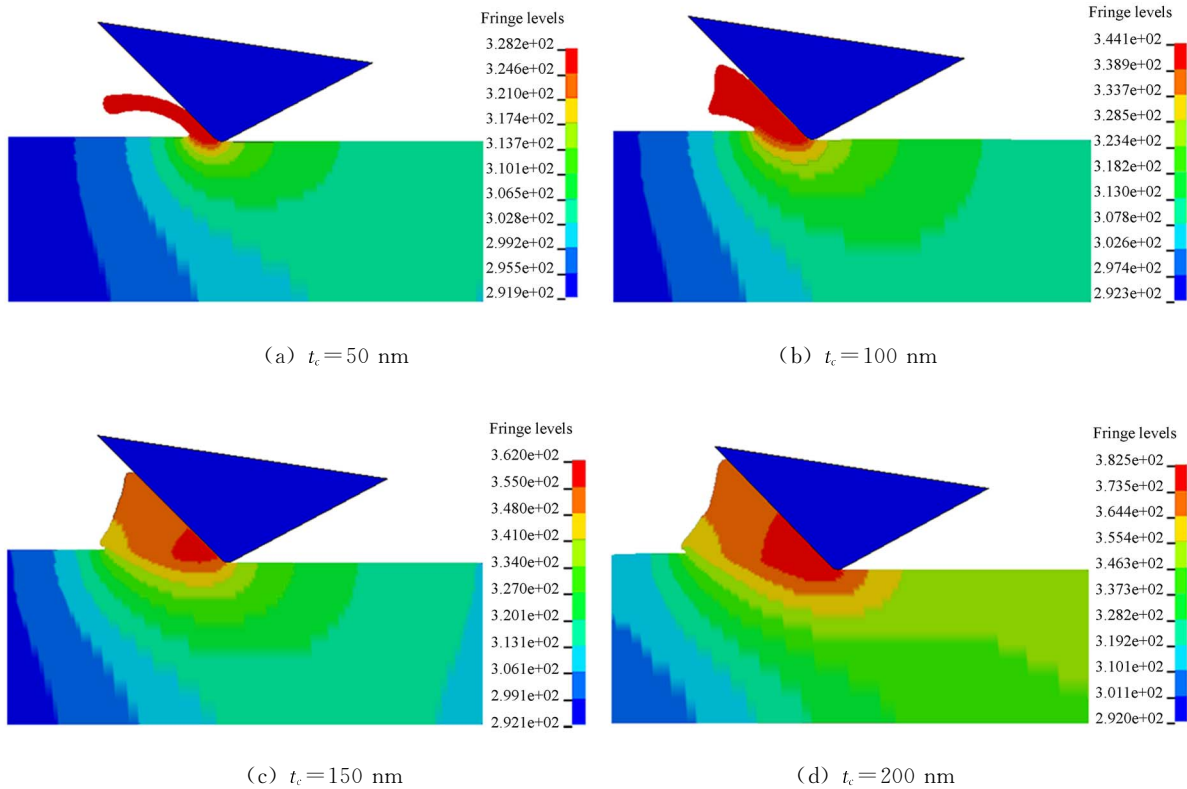 Fringe levels
3.282e+02
3.246e+02
3.210e+02
3.174e+02
3.137e+02
3.101e+02
3.065e+02
3.028e+02
2.992e+02
2.955e+02
2.919e+02
(a) t_c=50 nm
Fringe levels
3.441e+02
3.389e+02
3.337e+02
3.285e+02
3.234e+02
3.182e+02
3.130e+02
3.078e+02
3.026e+02
2.974e+02
2.923e+02
(b) t_c=100 nm
Fringe levels
3.620e+02
3.550e+02
3.480e+02
3.410e+02
3.340e+02
3.270e+02
3.201e+02
3.131e+02
3.061e+02
2.991e+02
2.921e+02
(c) t_c=150 nm
Fringe levels
3.825e+02
3.735e+02
3.644e+02
3.554e+02
3.463e+02
3.373e+02
3.282e+02
3.192e+02
3.101e+02
3.011e+02
2.920e+02
(d) t_c=200 nm